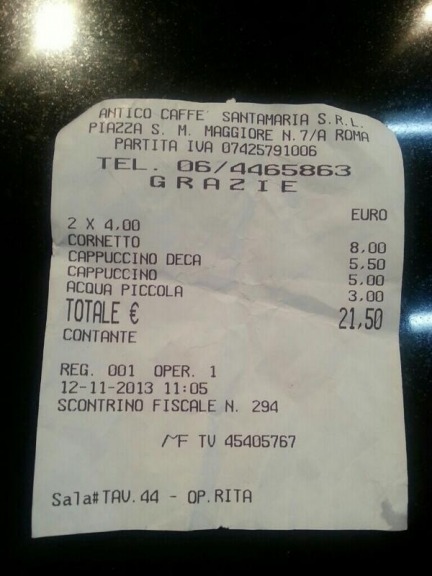 ANTICO CAFFE' SANTAMARIA S.R.L.
PIAZZA S. M. MAGGIORE N.7/A ROMA
PARTITA IVA 07425791006
TEL. 06/4465863
GRAZIE
EURO
2 X 4,00
CORNETTO 8,00
CAPPUCCINO DECA 5,50
CAPPUCCINO 5,00
ACQUA PICCOLA 3,00
TOTALE € 21,50
CONTANTE
REG. 001 OPER. 1
12-11-2013 11:05
SCONTRINO FISCALE N. 294
MF TV 45405767
Sala#TAV.44 - OP.RITA